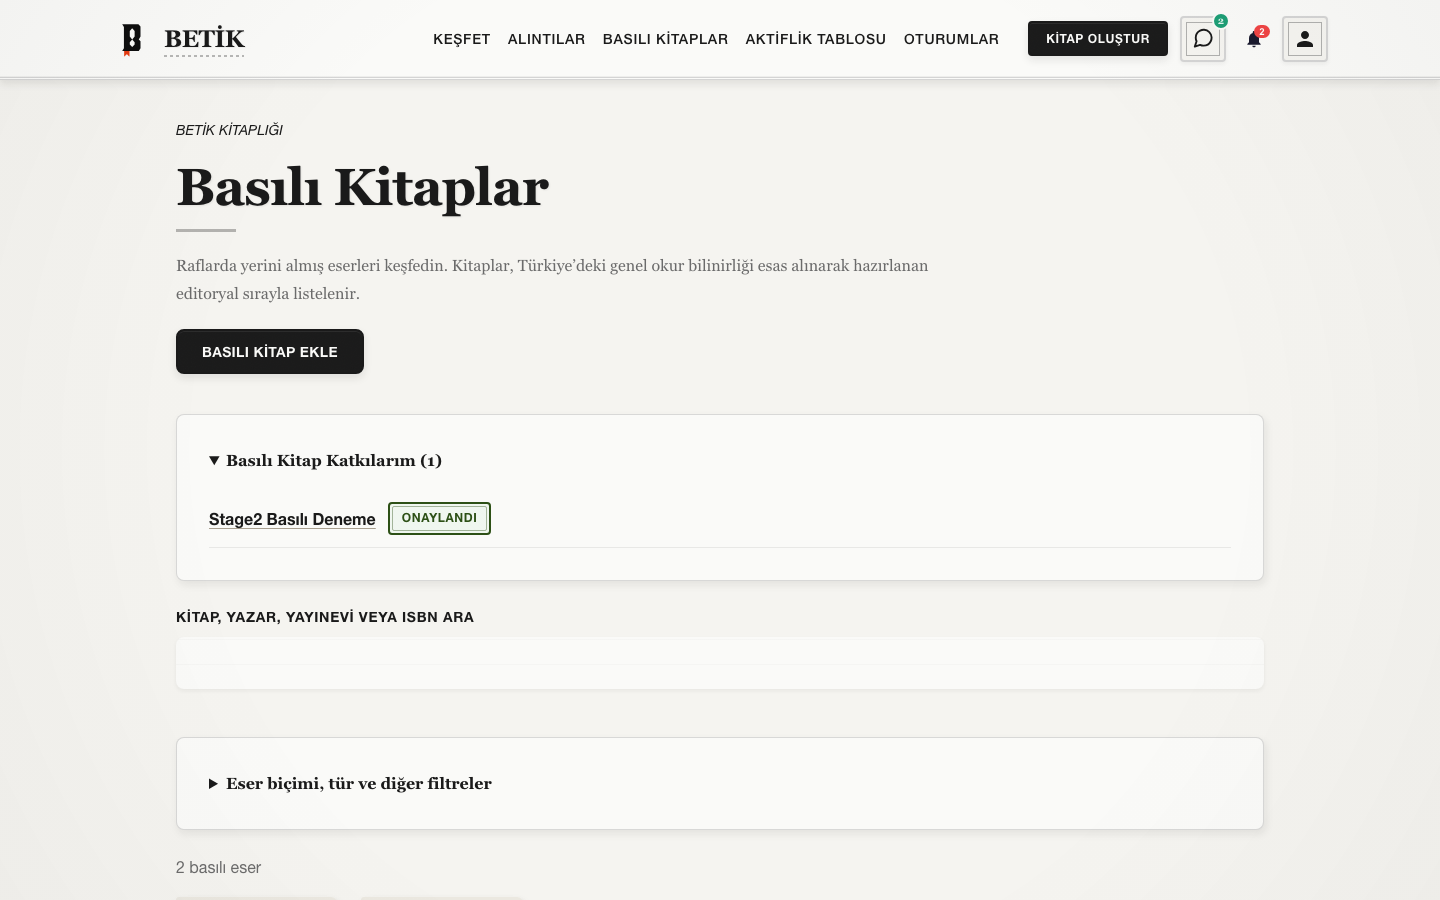 BETİK
KEŞFET ALINTILAR BASILI KİTAPLAR AKTİFLİK TABLOSU OTURUMLAR KİTAP OLUŞTUR 2 2
BETİK KİTAPLIĞI
Basılı Kitaplar
Raflarda yerini almış eserleri keşfedin. Kitaplar, Türkiye’deki genel okur bilinirliği esas alınarak hazırlanan
editoryal sırayla listelenir.
BASILI KİTAP EKLE
Basılı Kitap Katkılarım (1)
Stage2 Basılı Deneme ONAYLANDI
KİTAP, YAZAR, YAYINEVİ VEYA ISBN ARA
Eser biçimi, tür ve diğer filtreler
2 basılı eser